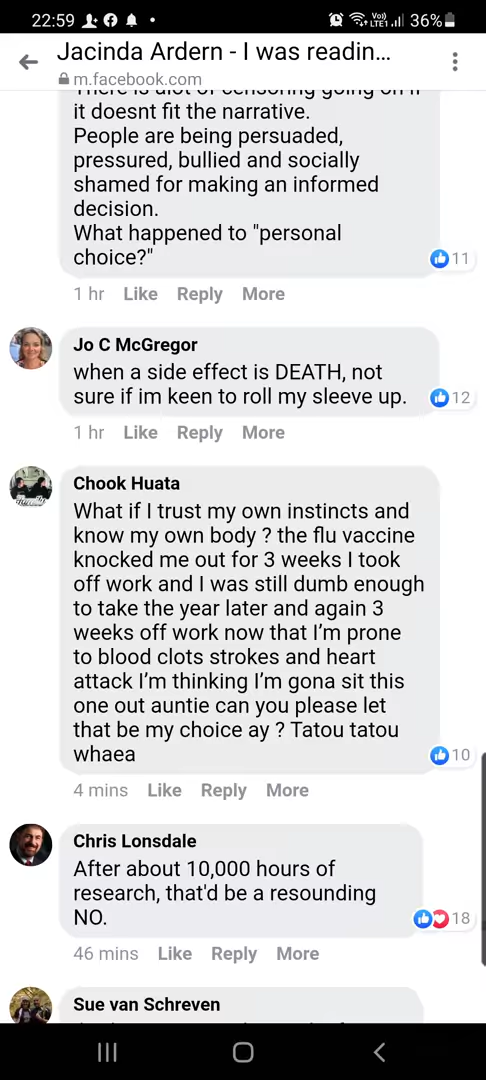 22:59
Vo) LTE1 36%
Jacinda Ardern - I was readin...
m.facebook.com
There is alot of censoring going on if
it doesnt fit the narrative.
People are being persuaded,
pressured, bullied and socially
shamed for making an informed
decision.
What happened to "personal
choice?"
11
1 hr Like Reply More
Jo C McGregor
when a side effect is DEATH, not
sure if im keen to roll my sleeve up.
12
1 hr Like Reply More
Chook Huata
What if I trust my own instincts and
know my own body ? the flu vaccine
knocked me out for 3 weeks I took
off work and I was still dumb enough
to take the year later and again 3
weeks off work now that I’m prone
to blood clots strokes and heart
attack I’m thinking I’m gona sit this
one out auntie can you please let
that be my choice ay ? Tatou tatou
whaea
10
4 mins Like Reply More
Chris Lonsdale
After about 10,000 hours of
research, that'd be a resounding
NO.
18
46 mins Like Reply More
Sue van Schreven